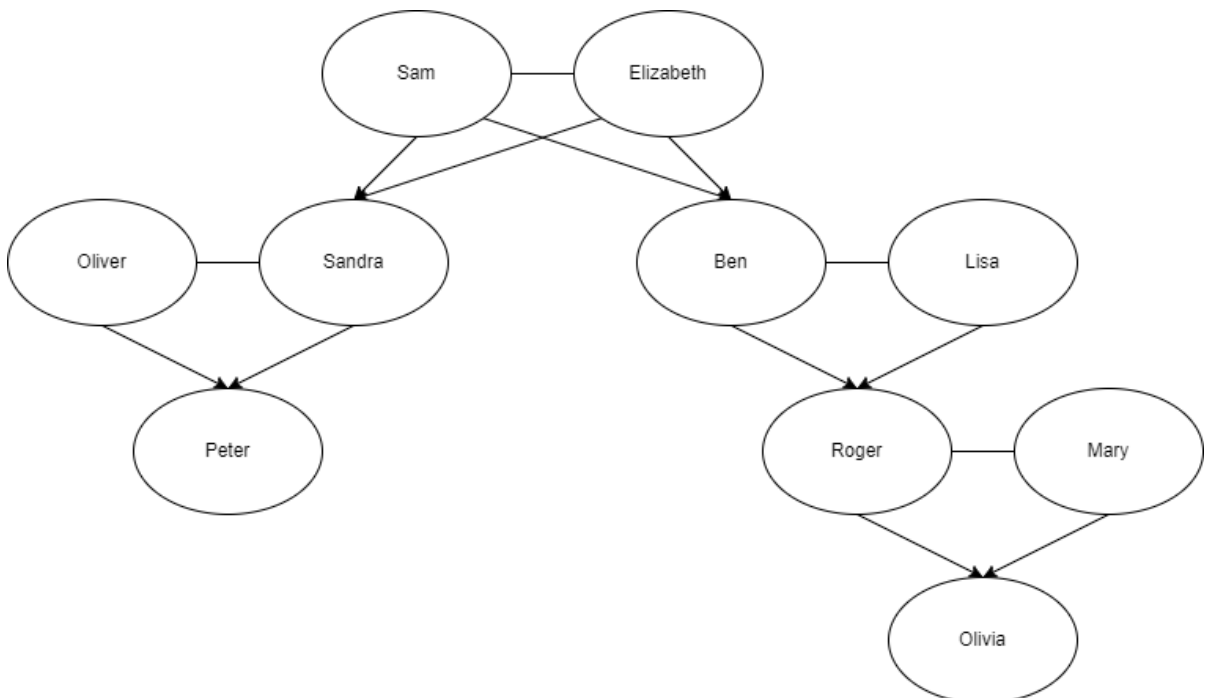 Sam
Elizabeth
Oliver
Sandra
Ben
Lisa
Peter
Roger
Mary
Olivia